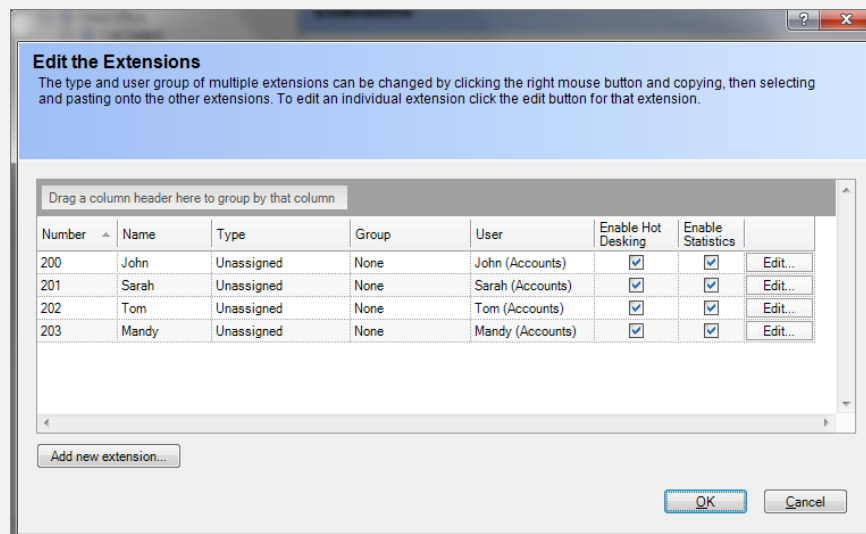 Edit the Extensions
The type and user group of multiple extensions can be changed by clicking the right mouse button and copying, then selecting
and pasting onto the other extensions. To edit an individual extension click the edit button for that extension.
Drag a column header here to group by that column
Number Name Type Group User Enable Hot Desking Enable Statistics
200 John Unassigned None John (Accounts) Edit...
201 Sarah Unassigned None Sarah (Accounts) Edit...
202 Tom Unassigned None Tom (Accounts) Edit...
203 Mandy Unassigned None Mandy (Accounts) Edit...
Add new extension...
OK Cancel